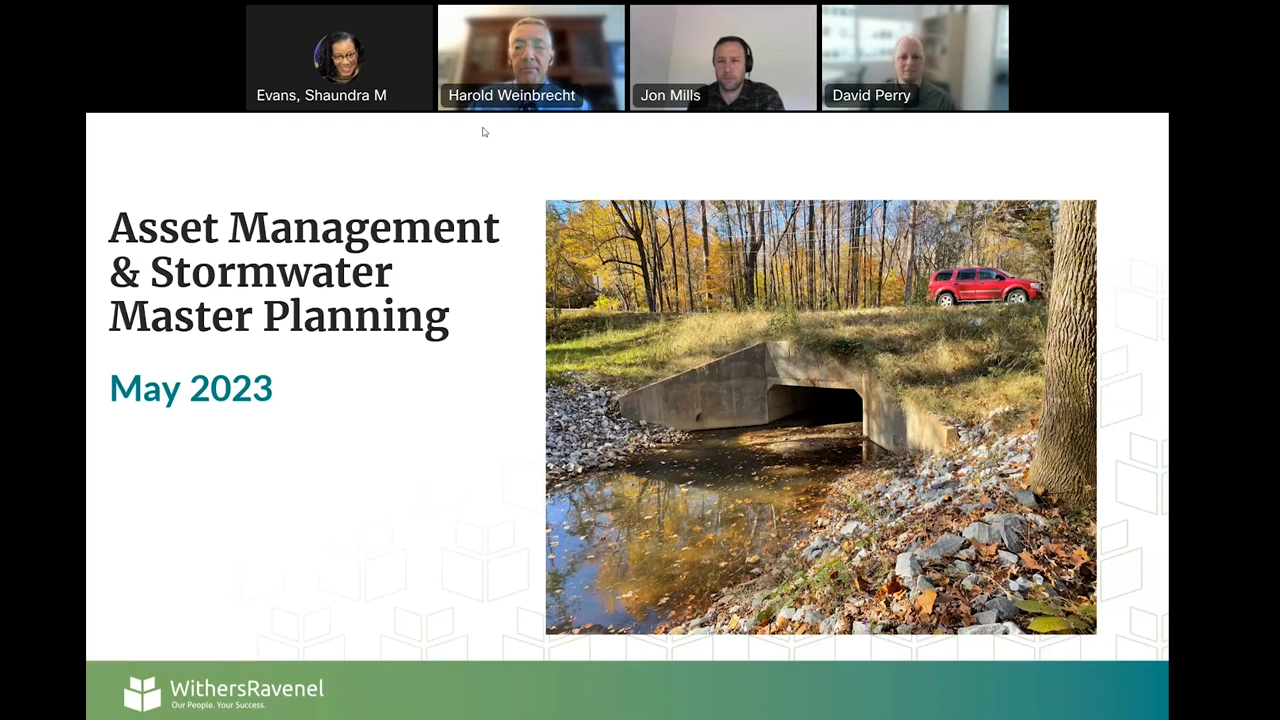 Evans, Shaundra M
Harold Weinbrecht
Jon Mills
David Perry
Asset Management
& Stormwater
Master Planning
May 2023
WithersRavenel
Our People. Your Success.